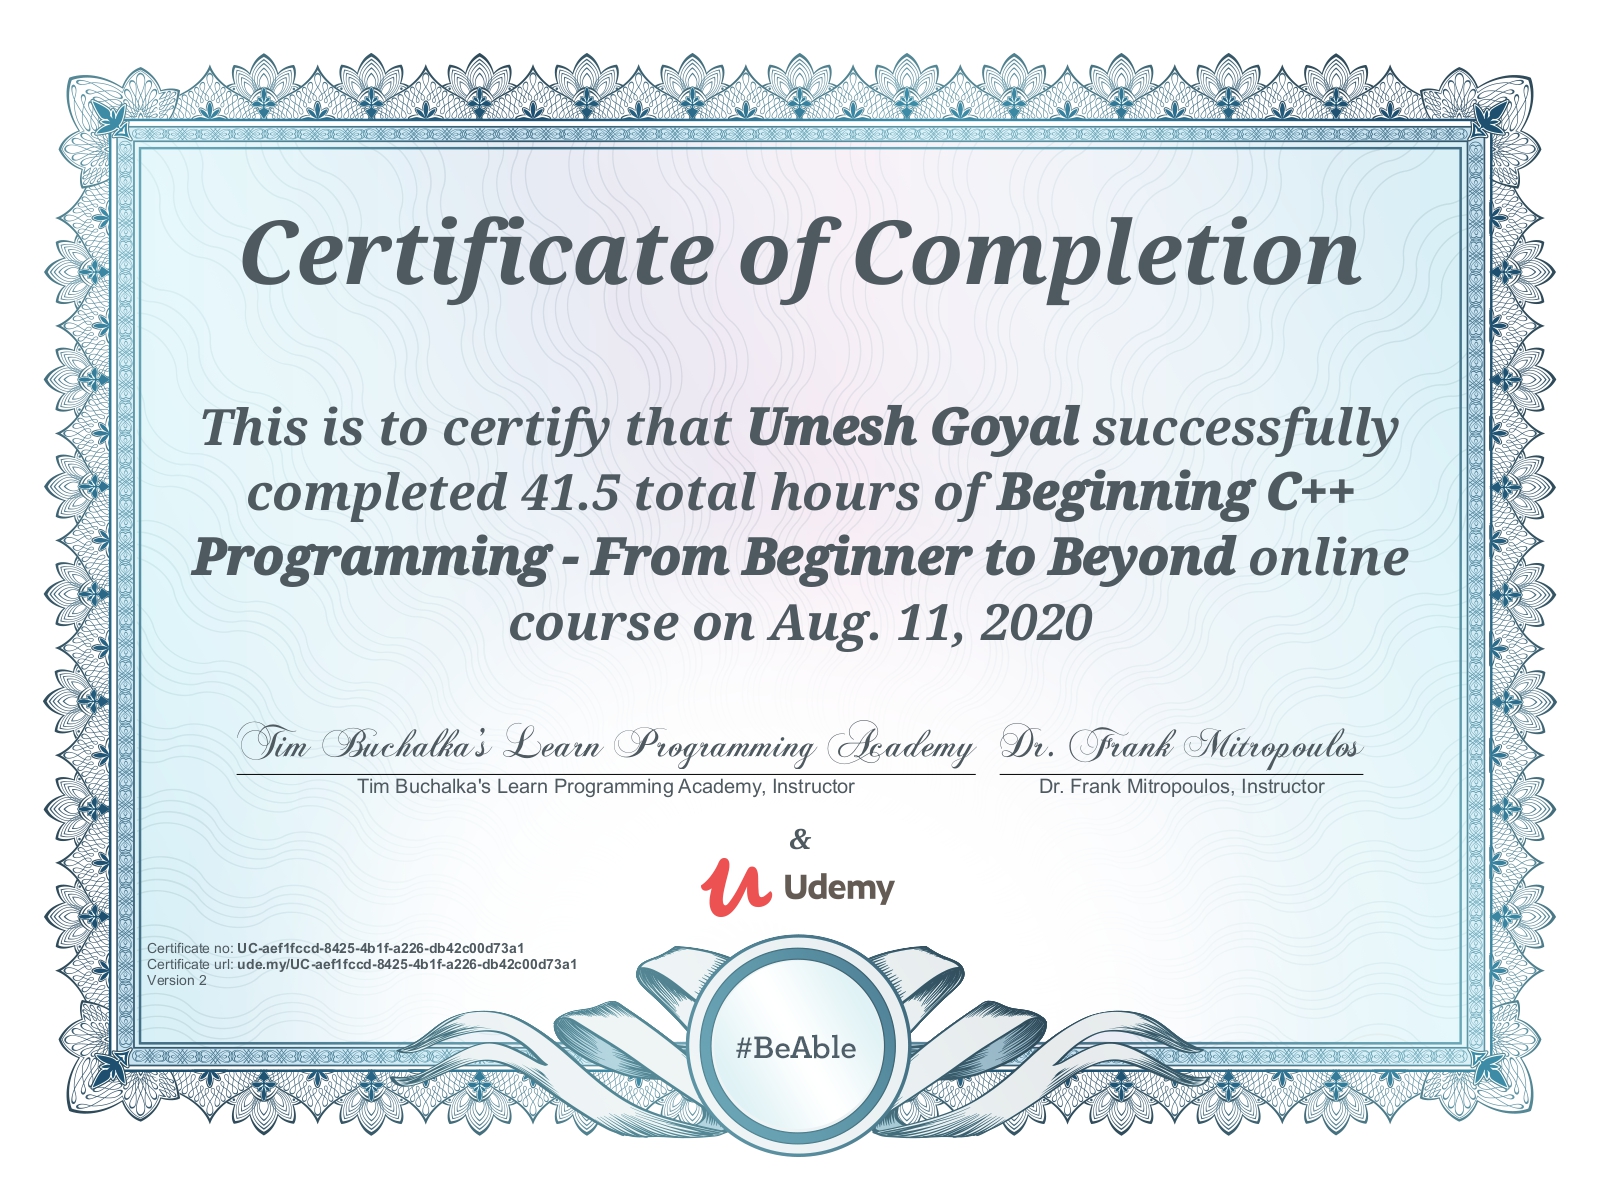 Certificate of Completion
This is to certify that Umesh Goyal successfully
completed 41.5 total hours of Beginning C++
Programming - From Beginner to Beyond online
course on Aug. 11, 2020
Tim Buchalka's Learn Programming Academy Dr. Frank Mitropoulos
Tim Buchalka's Learn Programming Academy, Instructor Dr. Frank Mitropoulos, Instructor
&
Udemy
Certificate no: UC-aef1fccd-8425-4b1f-a226-db42c00d73a1
Certificate url: ude.my/UC-aef1fccd-8425-4b1f-a226-db42c00d73a1
Version 2
#BeAble